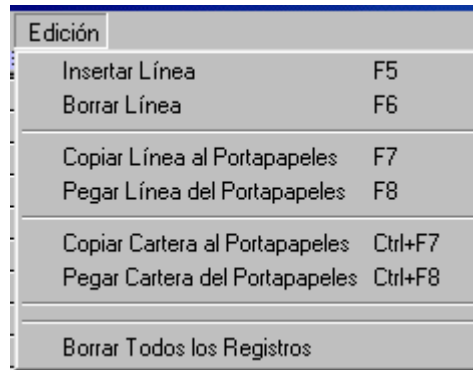 Edición
Insertar Línea F5
Borrar Línea F6
Copiar Línea al Portapapeles F7
Pegar Línea del Portapapeles F8
Copiar Cartera al Portapapeles Ctrl+F7
Pegar Cartera del Portapapeles Ctrl+F8
Borrar Todos los Registros